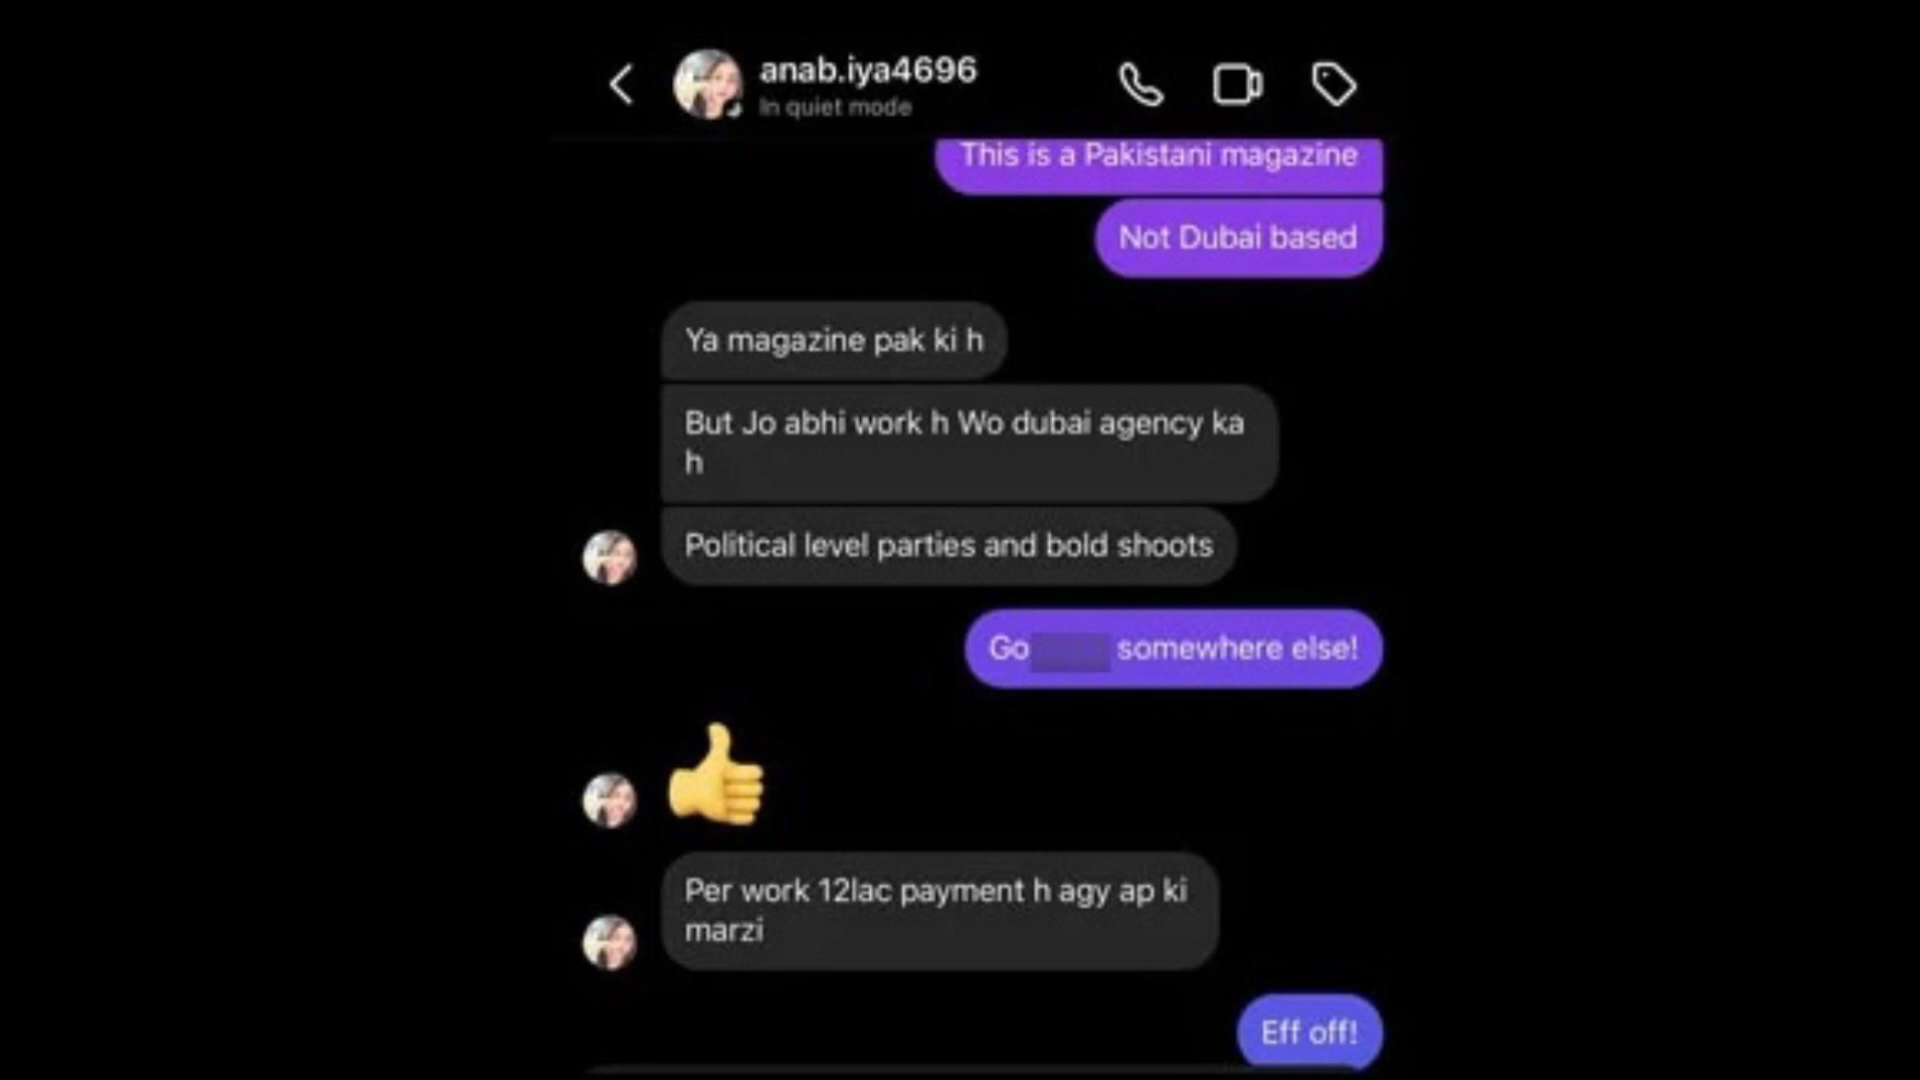 anab.iya4696
In quiet mode
This is a Pakistani magazine
Not Dubai based
Ya magazine pak ki h
But Jo abhi work h Wo dubai agency ka
h
Political level parties and bold shoots
Go somewhere else!
Per work 12lac payment h agy ap ki
marzi
Eff off!